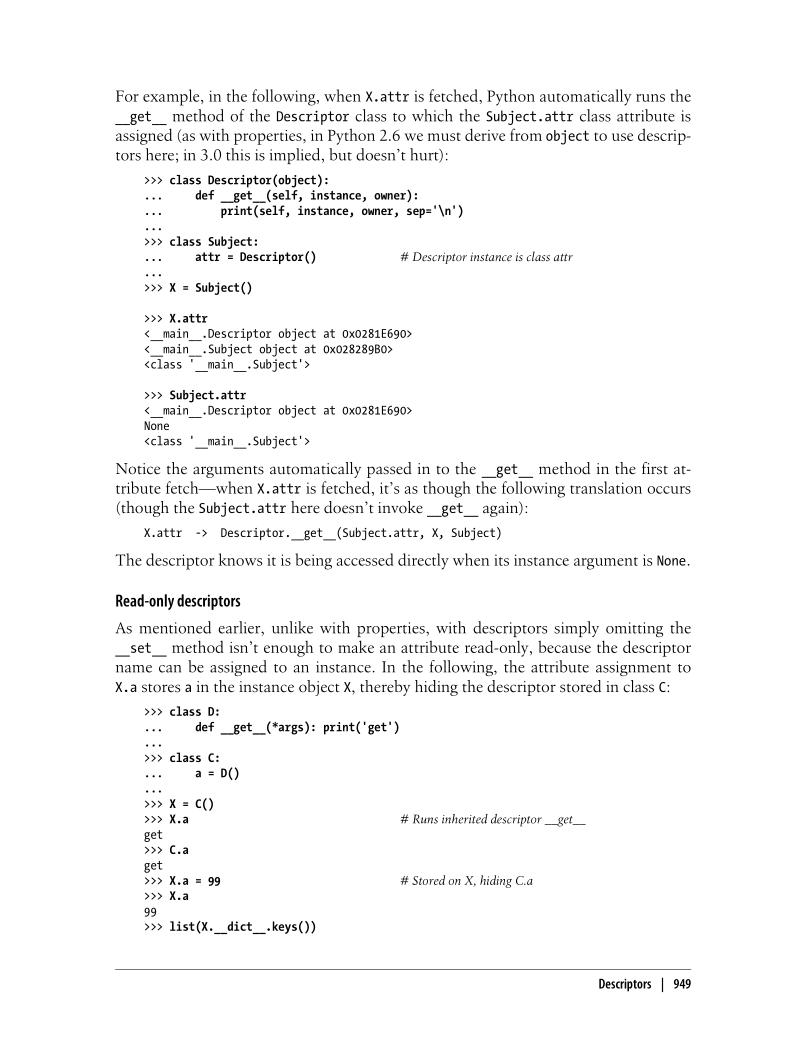 For example, in the following, when X.attr is fetched, Python automatically runs the
__get__ method of the Descriptor class to which the Subject.attr class attribute is
assigned (as with properties, in Python 2.6 we must derive from object to use descrip-
tors here; in 3.0 this is implied, but doesn't hurt):
>>> class Descriptor(object):
...     def __get__(self, instance, owner):
...         print(self, instance, owner, sep='\n')
...
>>> class Subject:
...     attr = Descriptor()             # Descriptor instance is class attr
...
>>> X = Subject()
>>> X.attr
<__main__.Descriptor object at 0x0281E690>
<__main__.Subject object at 0x028289B0>
<class '__main__.Subject'>
>>> Subject.attr
<__main__.Descriptor object at 0x0281E690>
None
<class '__main__.Subject'>
Notice the arguments automatically passed in to the __get__ method in the first at-
tribute fetch—when X.attr is fetched, it's as though the following translation occurs
(though the Subject.attr here doesn't invoke __get__ again):
X.attr  ->  Descriptor.__get__(Subject.attr, X, Subject)
The descriptor knows it is being accessed directly when its instance argument is None.
Read-only descriptors
As mentioned earlier, unlike with properties, with descriptors simply omitting the
__set__ method isn't enough to make an attribute read-only, because the descriptor
name can be assigned to an instance. In the following, the attribute assignment to
X.a stores a in the instance object X, thereby hiding the descriptor stored in class C:
>>> class D:
...     def __get__(*args): print('get')
...
>>> class C:
...     a = D()
...
>>> X = C()
>>> X.a                             # Runs inherited descriptor __get__
get
>>> C.a
get
>>> X.a = 99                        # Stored on X, hiding C.a
>>> X.a
99
>>> list(X.__dict__.keys())
Descriptors | 949